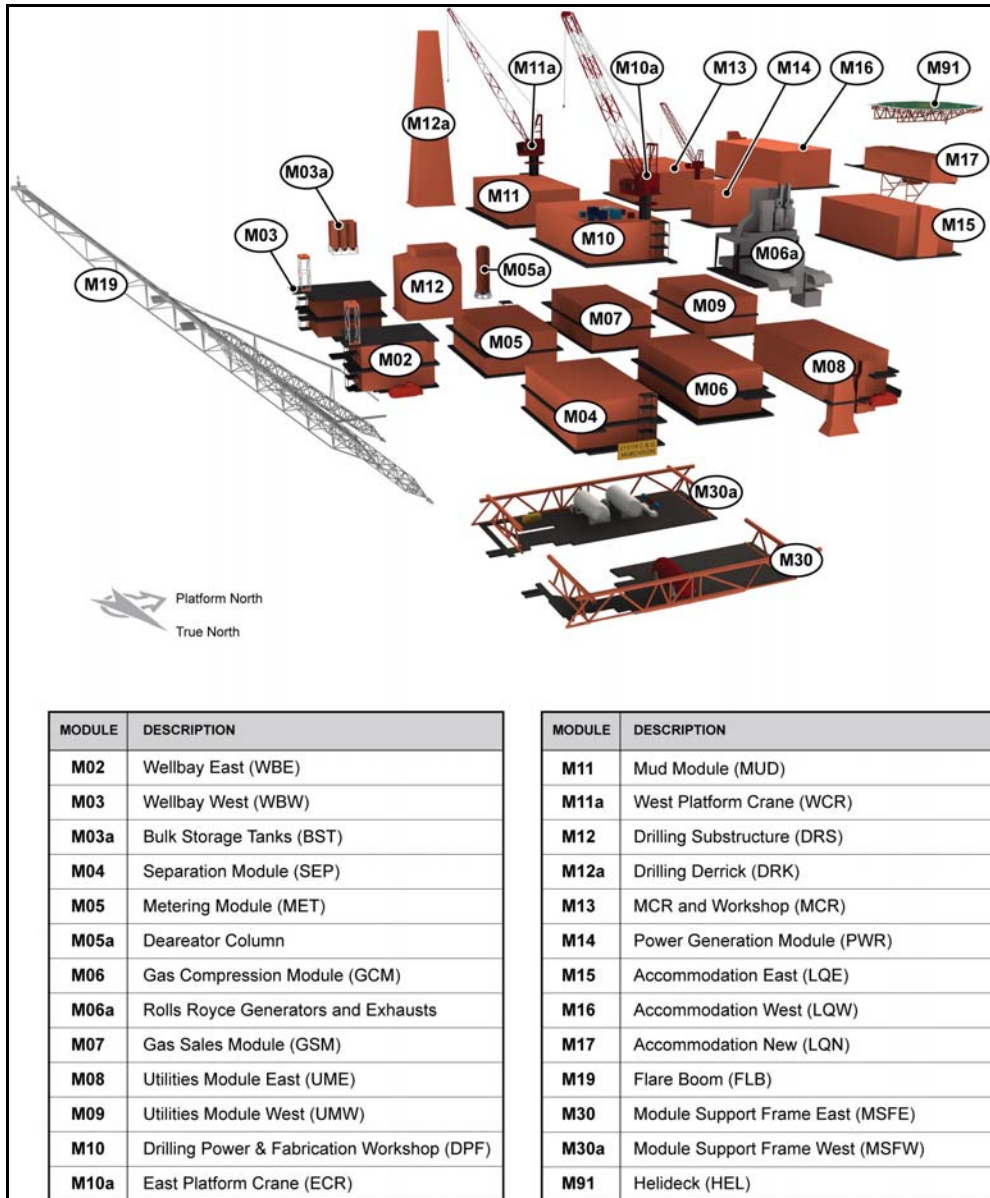 M11a
M10a
M13
M14
M16
M91
M12a
M03a
M17
M11
M03
M10
M15
M06a
M19
M12
M05a
M09
M07
M05
M02
M08
M06
M04
MURCHISON
M30a
M30
Platform North
True North
MODULE DESCRIPTION
M02 Wellbay East (WBE)
M03 Wellbay West (WBW)
M03a Bulk Storage Tanks (BST)
M04 Separation Module (SEP)
M05 Metering Module (MET)
M05a Deareator Column
M06 Gas Compression Module (GCM)
M06a Rolls Royce Generators and Exhausts
M07 Gas Sales Module (GSM)
M08 Utilities Module East (UME)
M09 Utilities Module West (UMW)
M10 Drilling Power & Fabrication Workshop (DPF)
M10a East Platform Crane (ECR)
MODULE DESCRIPTION
M11 Mud Module (MUD)
M11a West Platform Crane (WCR)
M12 Drilling Substructure (DRS)
M12a Drilling Derrick (DRK)
M13 MCR and Workshop (MCR)
M14 Power Generation Module (PWR)
M15 Accommodation East (LQE)
M16 Accommodation West (LQW)
M17 Accommodation New (LQN)
M19 Flare Boom (FLB)
M30 Module Support Frame East (MSFE)
M30a Module Support Frame West (MSFW)
M91 Helideck (HEL)